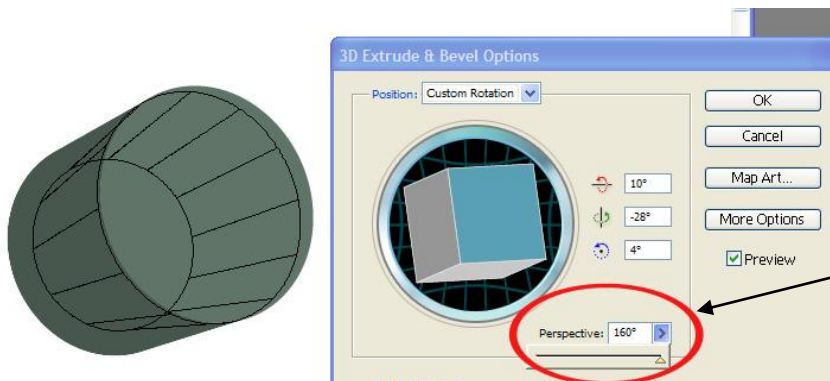 3D Extrude & Bevel Options
Position: Custom Rotation
OK
Cancel
10°
Map Art...
-28°
More Options
4°
Preview
Perspective: 160°